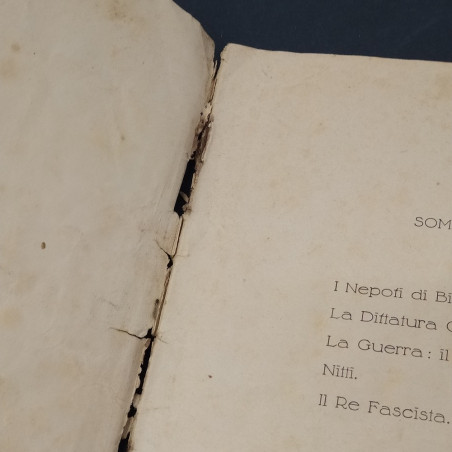 SOM
I Nepoti di Bi
La Dittatura
La Guerra: il
Nitti.
Il Re Fascista.